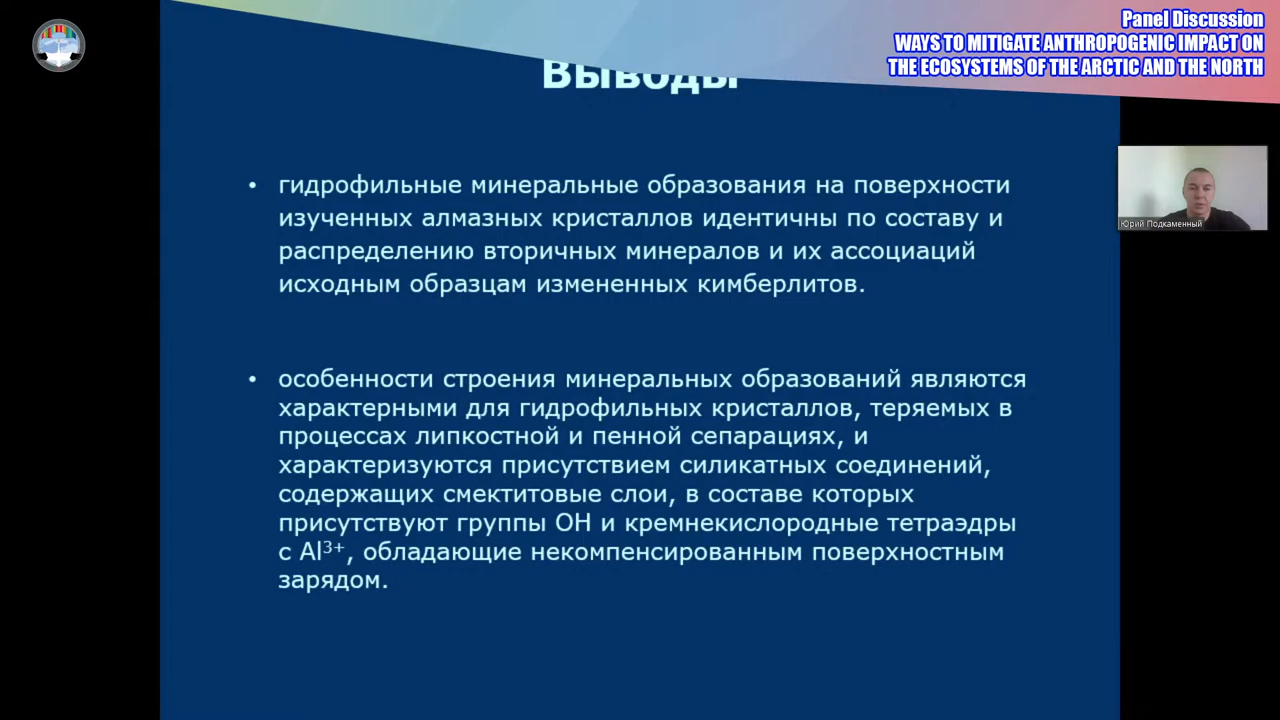 Panel Discussion
WAYS TO MITIGATE ANTHROPOGENIC IMPACT ON
THE ECOSYSTEMS OF THE ARCTIC AND THE NORTH
Выводы
• гидрофильные минеральные образования на поверхности
изученных алмазных кристаллов идентичны по составу и
распределению вторичных минералов и их ассоциаций
исходным образцам измененных кимберлитов.
• особенности строения минеральных образований являются
характерными для гидрофильных кристаллов, теряемых в
процессах липкостной и пенной сепарациях, и
характеризуются присутствием силикатных соединений,
содержащих смектитовые слои, в составе которых
присутствуют группы ОН и кремнекислородные тетраэдры
с Al³⁺, обладающие некомпенсированным поверхностным
зарядом.
Юрий Подкаменный